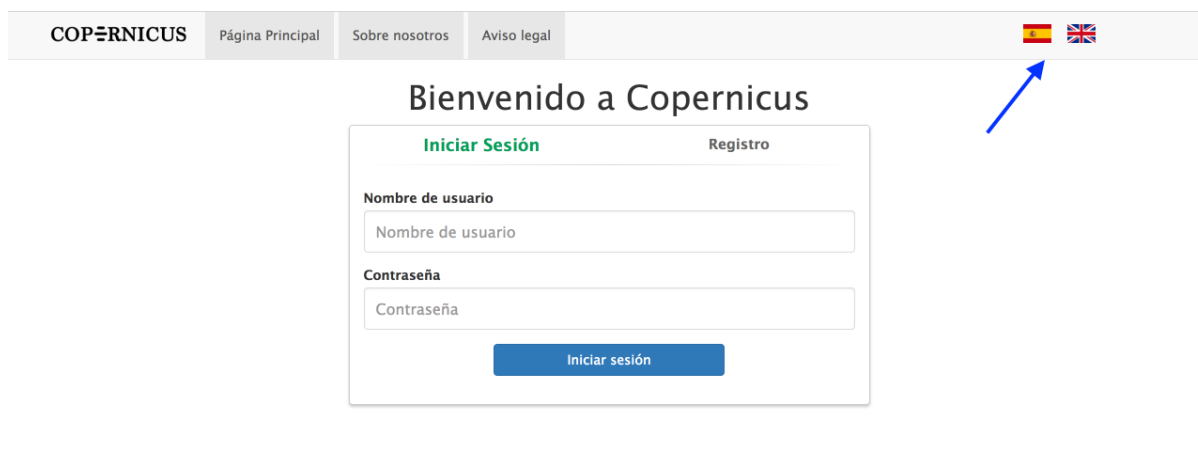 COPERNICUS Página Principal Sobre nosotros Aviso legal
Bienvenido a Copernicus
Iniciar Sesión Registro
Nombre de usuario
Nombre de usuario
Contraseña
Contraseña
Iniciar sesión